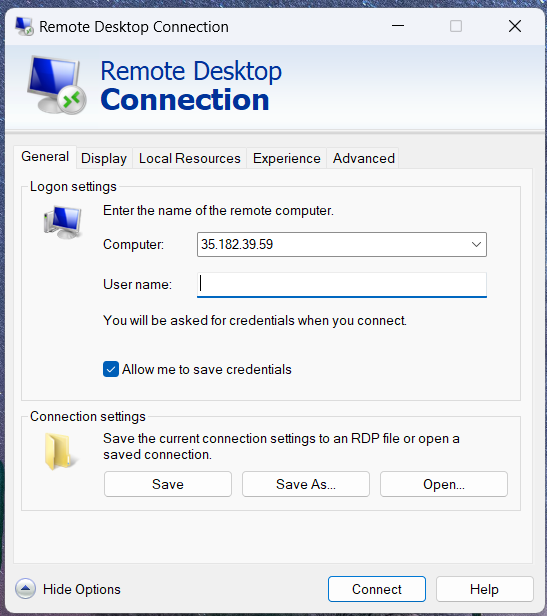 Remote Desktop Connection
Remote Desktop
Connection
General Display Local Resources Experience Advanced
Logon settings
Enter the name of the remote computer.
Computer: 35.182.39.59
User name:
You will be asked for credentials when you connect.
Allow me to save credentials
Connection settings
Save the current connection settings to an RDP file or open a
saved connection.
Save Save As... Open...
Hide Options Connect Help